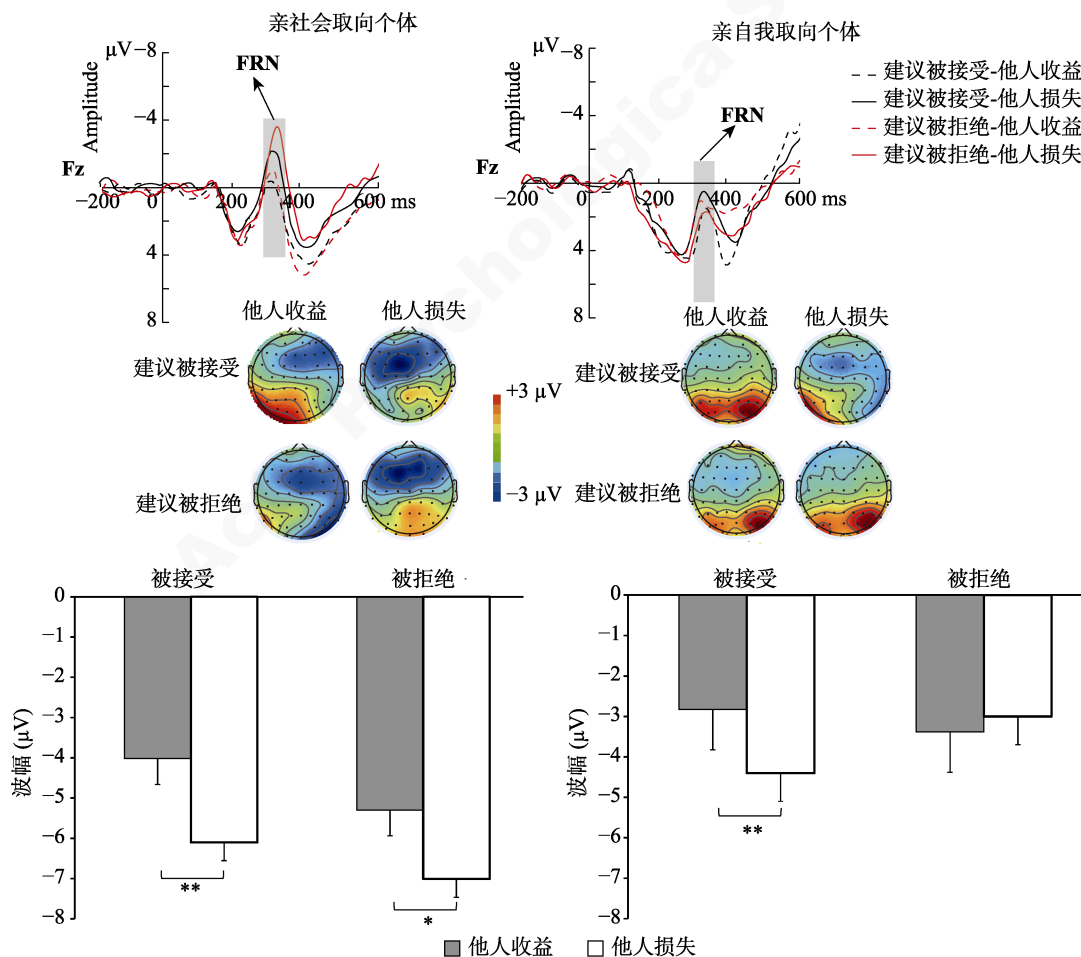 亲社会取向个体
μV
−8
Amplitude
FRN
−4
Fz
−200
0
200
400
600 ms
4
8
亲自我取向个体
μV
−8
Amplitude
−4
FRN
Fz
−200
0
200
400
600 ms
4
8
建议被接受-他人收益
建议被接受-他人损失
建议被拒绝-他人收益
建议被拒绝-他人损失
他人收益
他人损失
建议被接受
建议被拒绝
+3 μV
−3 μV
他人收益
他人损失
建议被接受
建议被拒绝
被接受
被拒绝
0
−1
−2
−3
−4
−5
−6
−7
−8
波幅 (μV)
**
*
被接受
被拒绝
0
−1
−2
−3
−4
−5
−6
−7
−8
波幅 (μV)
**
他人收益
他人损失